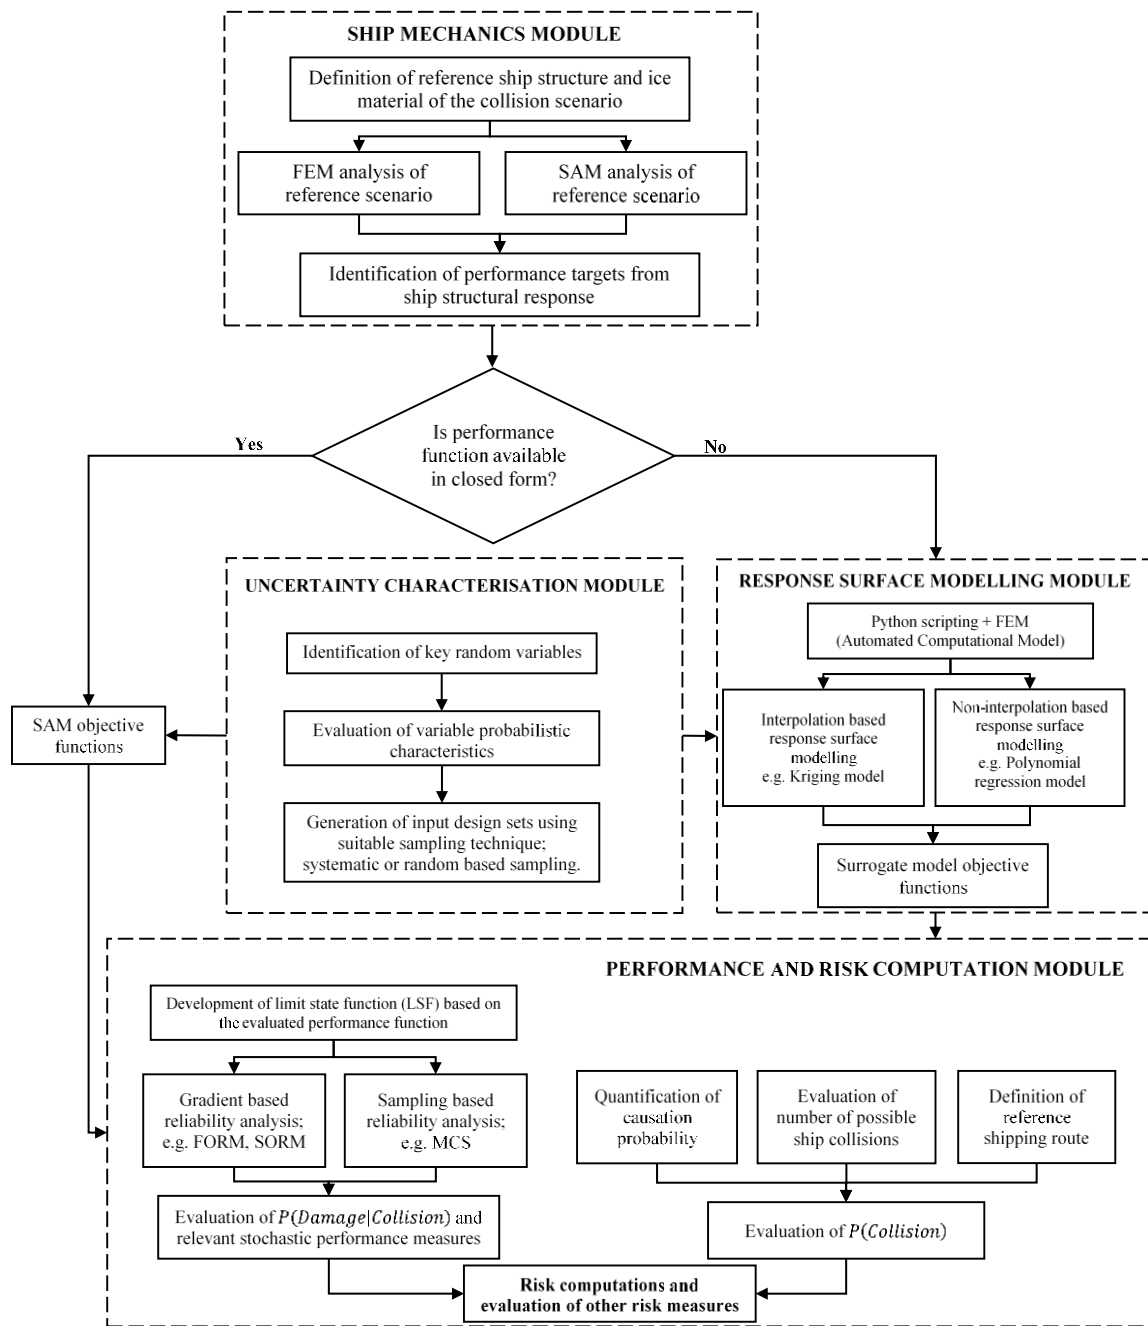 SHIP MECHANICS MODULE
Definition of reference ship structure and ice
material of the collision scenario
FEM analysis of
reference scenario
SAM analysis of
reference scenario
Identification of performance targets from
ship structural response
Is performance
function available
in closed form?
Yes
No
UNCERTAINTY CHARACTERISATION MODULE
Identification of key random variables
Evaluation of variable probabilistic
characteristics
Generation of input design sets using
suitable sampling technique;
systematic or random based sampling.
SAM objective
functions
RESPONSE SURFACE MODELLING MODULE
Python scripting + FEM
(Automated Computational Model)
Interpolation based
response surface
modelling
e.g. Kriging model
Non-interpolation based
response surface
modelling
e.g. Polynomial
regression model
Surrogate model objective
functions
PERFORMANCE AND RISK COMPUTATION MODULE
Development of limit state function (LSF) based on
the evaluated performance function
Gradient based
reliability analysis;
e.g. FORM, SORM
Sampling based
reliability analysis;
e.g. MCS
Quantification of
causation
probability
Evaluation of
number of possible
ship collisions
Definition of
reference
shipping route
Evaluation of P(Damage|Collision) and
relevant stochastic performance measures
Evaluation of P(Collision)
Risk computations and
evaluation of other risk measures